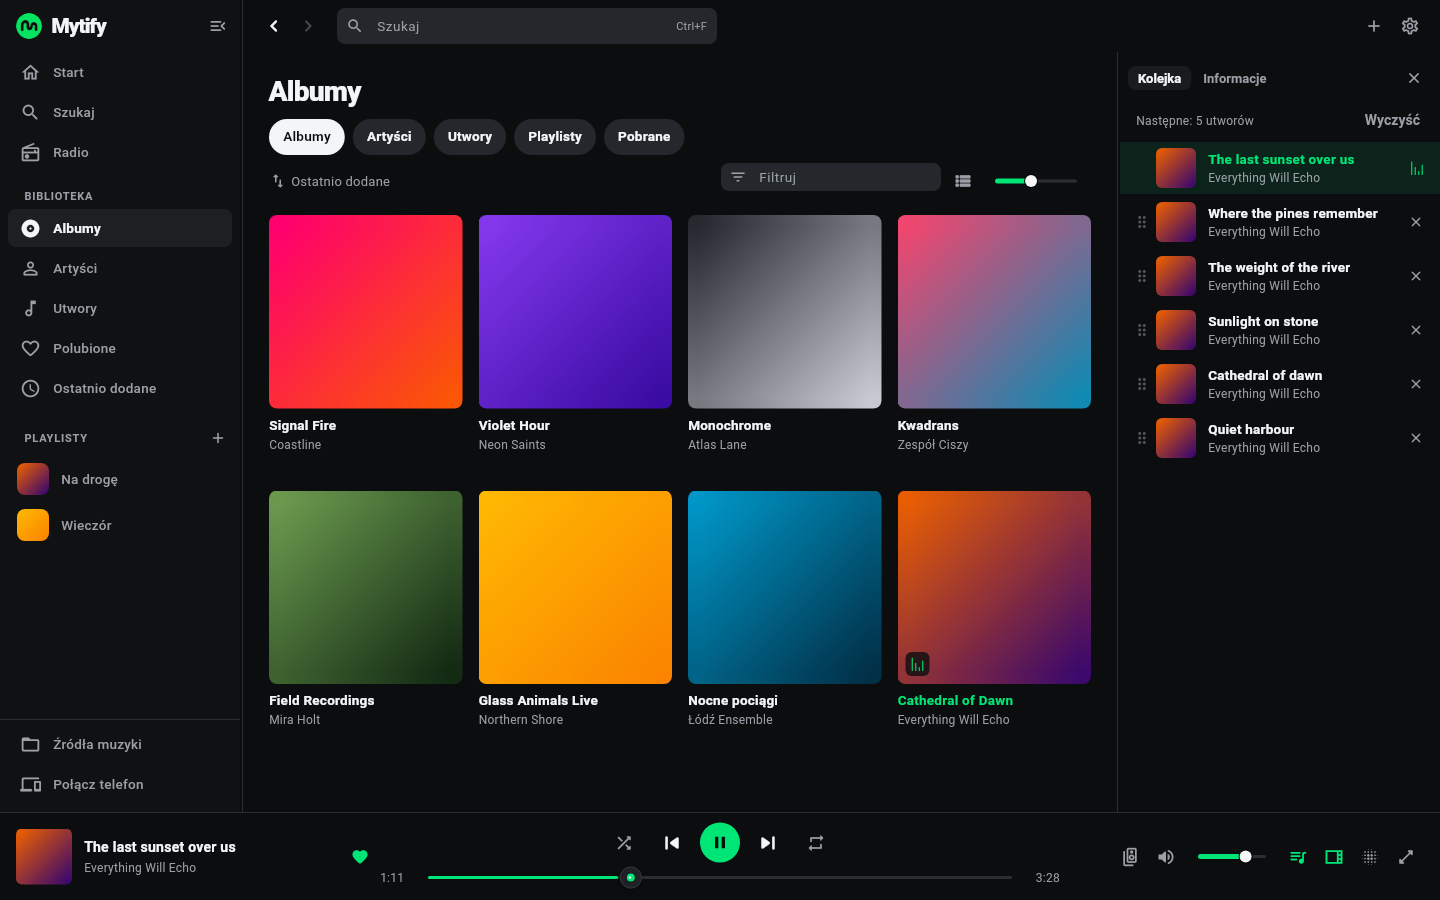 Mytify
Start
Szukaj
Radio
BIBLIOTEKA
Albumy
Artyści
Utwory
Polubione
Ostatnio dodane
PLAYLISTY
Na drogę
Wieczór
Źródła muzyki
Połącz telefon
Szukaj
Ctrl+F
Albumy
Albumy Artyści Utwory Playlisty Pobrane
Ostatnio dodane
Filtruj
Signal Fire
Coastline
Violet Hour
Neon Saints
Monochrome
Atlas Lane
Kwadrans
Zespół Ciszy
Field Recordings
Mira Holt
Glass Animals Live
Northern Shore
Nocne pociągi
Łódź Ensemble
Cathedral of Dawn
Everything Will Echo
Kolejka Informacje
Następne: 5 utworów
Wyczyść
The last sunset over us
Everything Will Echo
Where the pines remember
Everything Will Echo
The weight of the river
Everything Will Echo
Sunlight on stone
Everything Will Echo
Cathedral of dawn
Everything Will Echo
Quiet harbour
Everything Will Echo
The last sunset over us
Everything Will Echo
1:11
3:28